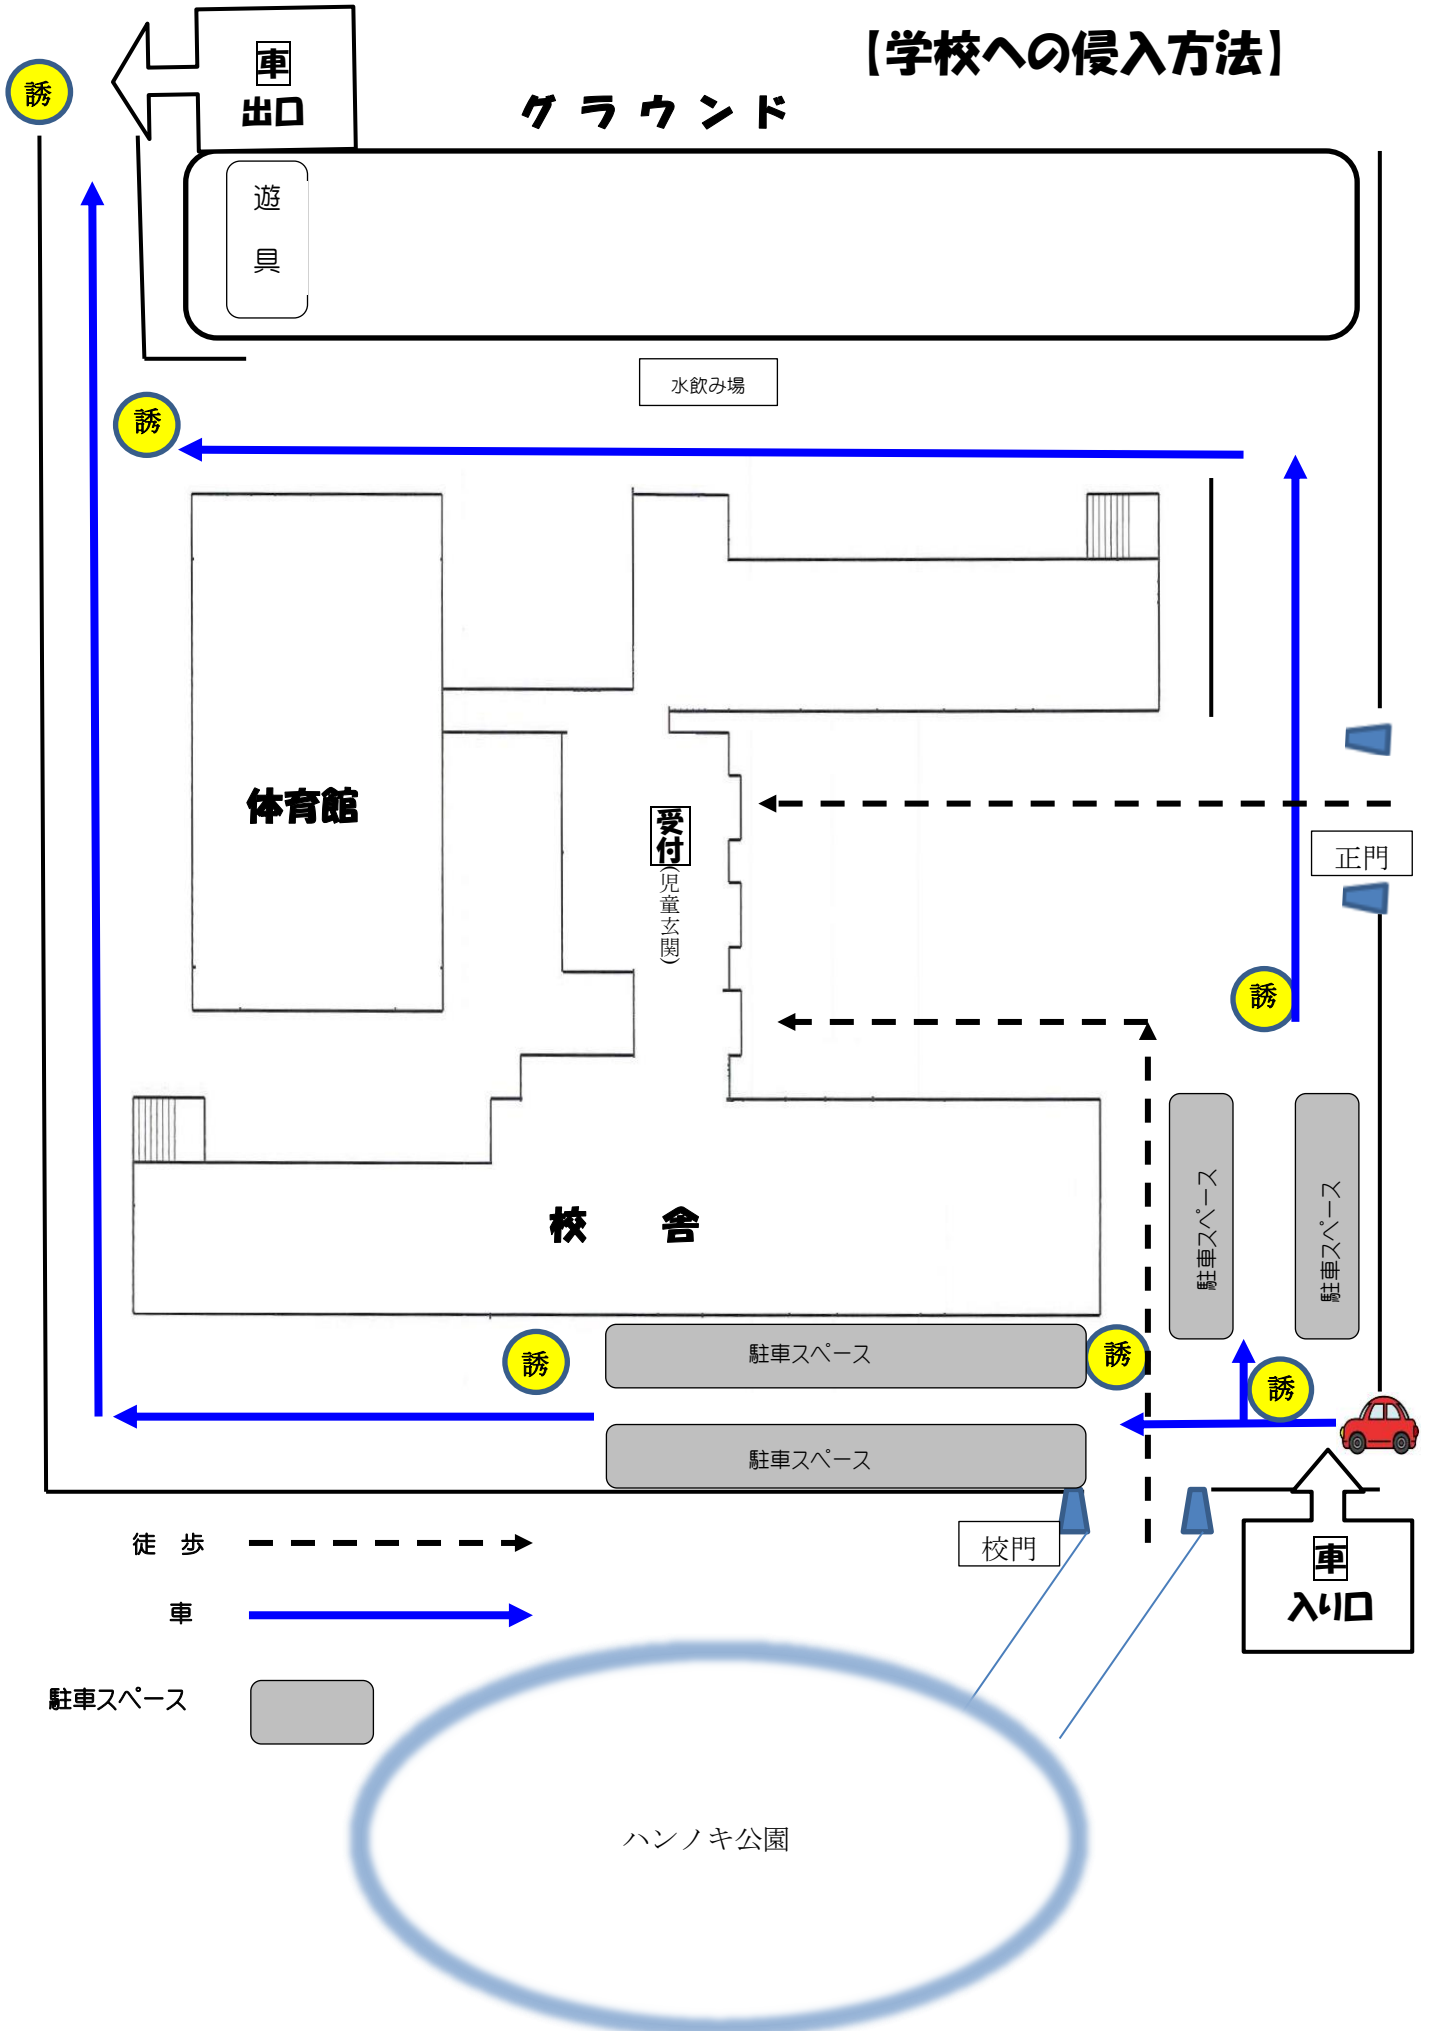 【学校への侵入方法】
車
出口
誘
グラウンド
遊
具
水飲み場
誘
体育館
受付
(児童玄関)
正門
誘
駐車スペース
駐車スペース
校　舎
誘
駐車スペース
誘
誘
駐車スペース
校門
車
入り口
徒　歩
車
駐車スペース
ハンノキ公園